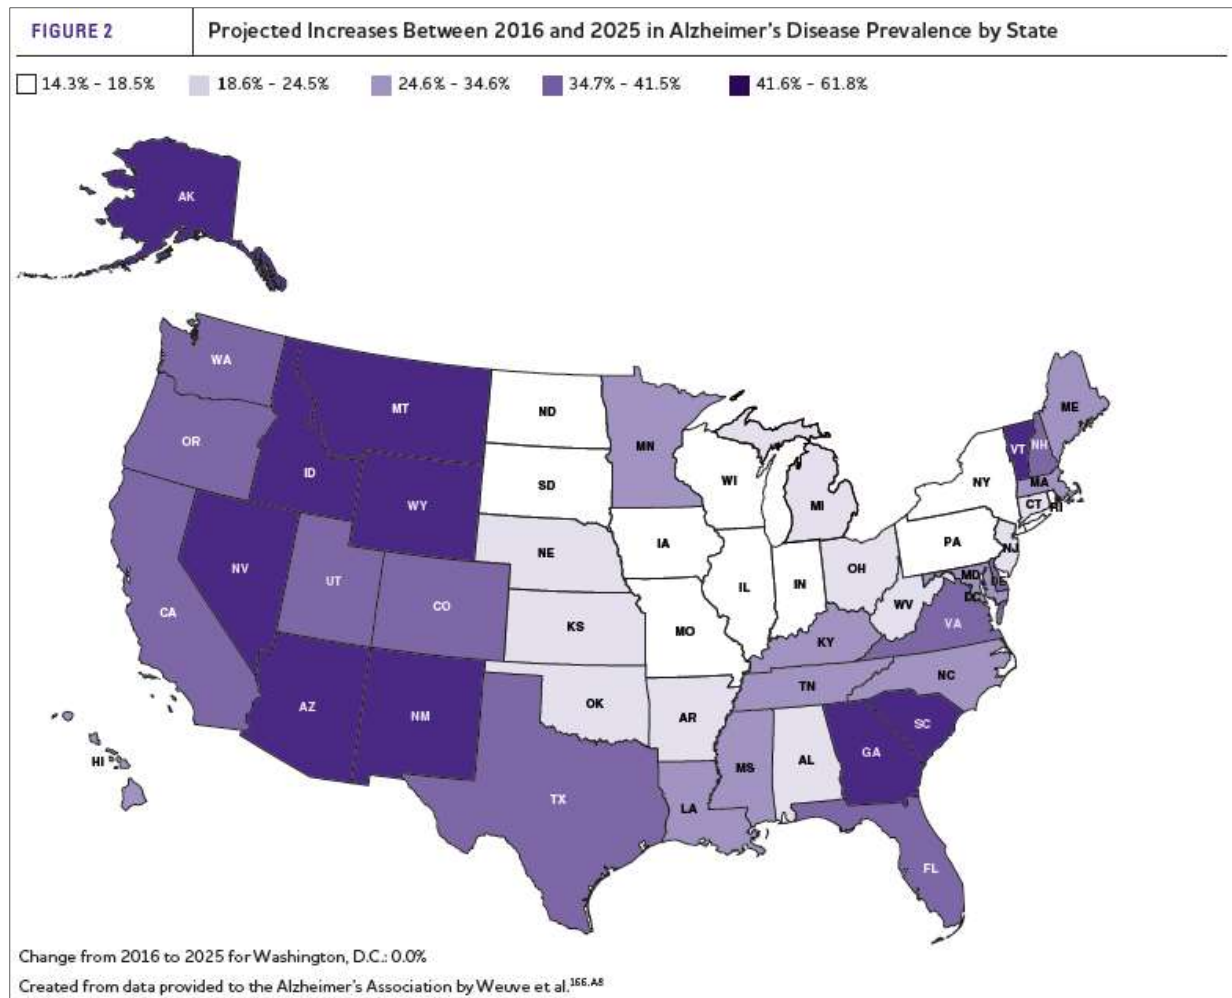 FIGURE 2
Projected Increases Between 2016 and 2025 in Alzheimer's Disease Prevalence by State
14.3% - 18.5%
18.6% - 24.5%
24.6% - 34.6%
34.7% - 41.5%
41.6% - 61.8%
AK
WA
MT
ND
MN
ME
OR
ID
SD
WI
VT
NH
WY
MI
NY
MA
CT
RI
NV
UT
NE
IA
PA
NJ
CA
CO
KS
MO
IL
IN
OH
WV
MD
DE
DC
VA
KY
AZ
NM
OK
AR
TN
NC
SC
HI
TX
LA
MS
AL
GA
FL
Change from 2016 to 2025 for Washington, D.C.: 0.0%
Created from data provided to the Alzheimer's Association by Weuve et al.166,A8